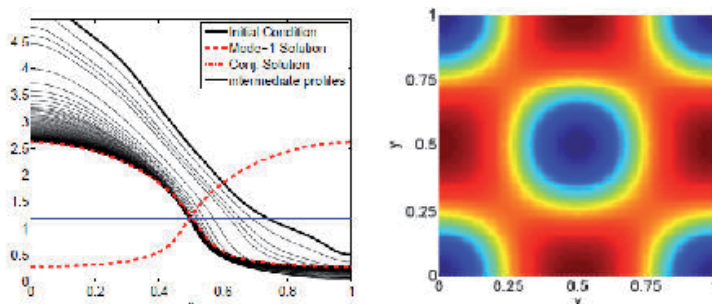 Initial Condition
Mode-1 Solution
Conj. Solution
intermediate profiles
4.5
4
3.5
3
2.5
2
1.5
1
0.5
0
0 0.2 0.4 0.6 0.8 1
1
0.75
0.5
0.25
0
0 0.25 0.5 0.75 1
y
x